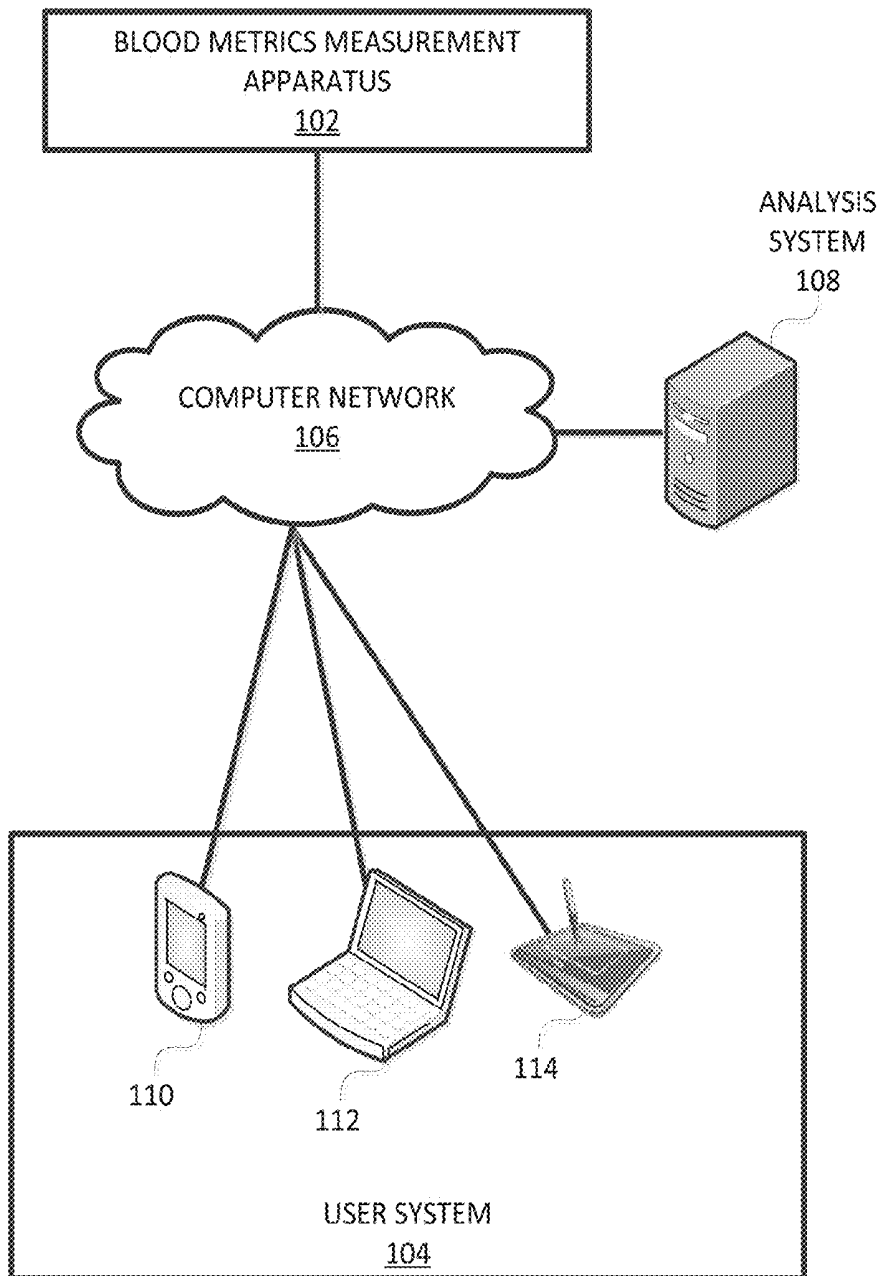 BLOOD METRICS MEASUREMENT
APPARATUS
102
ANALYSIS
SYSTEM
108
COMPUTER NETWORK
106
110
112
114
USER SYSTEM
104